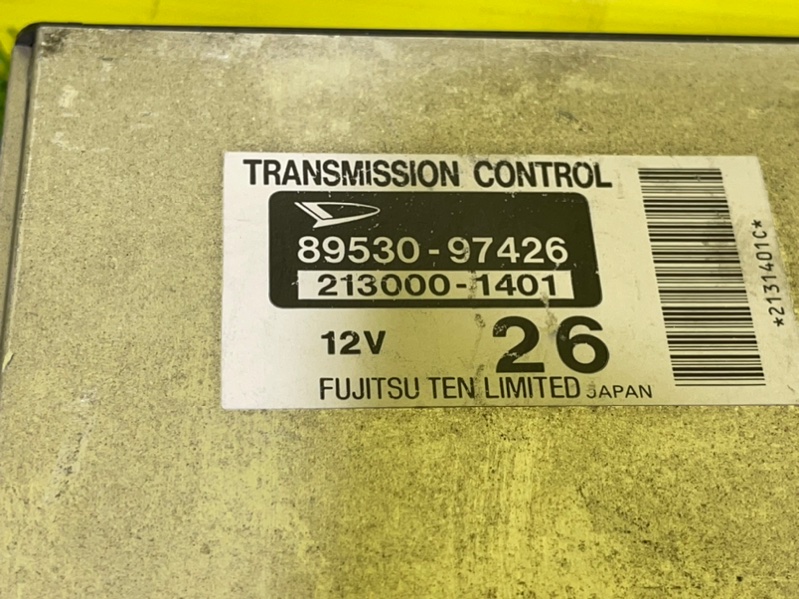 TRANSMISSION CONTROL
89530-97426
213000-1401
12V 26
FUJITSU TEN LIMITED JAPAN
*2131401C*